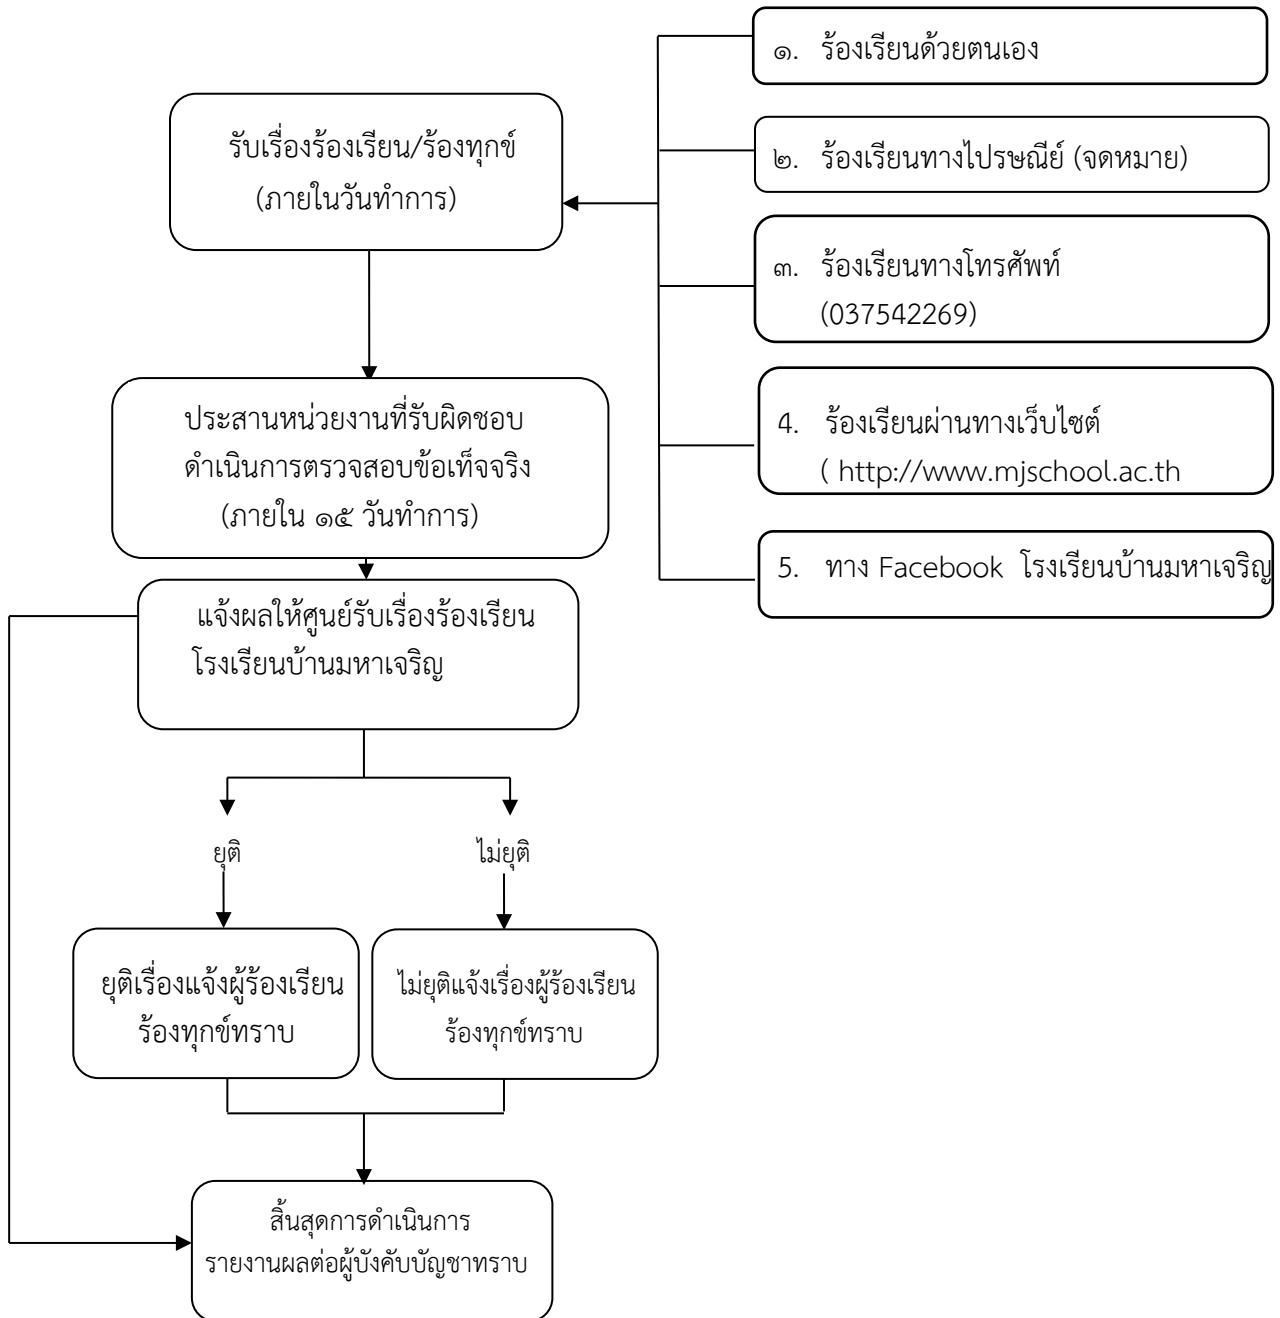 ๑. ร้องเรียนด้วยตนเอง
รับเรื่องร้องเรียน/ร้องทุกข์
(ภายในวันทำการ)
๒. ร้องเรียนทางไปรษณีย์ (จดหมาย)
๓. ร้องเรียนทางโทรศัพท์
(037542269)
4. ร้องเรียนผ่านทางเว็บไซต์
( http://www.mjschool.ac.th
5. ทาง Facebook โรงเรียนบ้านมหาเจริญ
ประสานหน่วยงานที่รับผิดชอบ
ดำเนินการตรวจสอบข้อเท็จจริง
(ภายใน ๑๕ วันทำการ)
แจ้งผลให้ศูนย์รับเรื่องร้องเรียน
โรงเรียนบ้านมหาเจริญ
ยุติ
ไม่ยุติ
ยุติเรื่องแจ้งผู้ร้องเรียน
ร้องทุกข์ทราบ
ไม่ยุติแจ้งเรื่องผู้ร้องเรียน
ร้องทุกข์ทราบ
สิ้นสุดการดำเนินการ
รายงานผลต่อผู้บังคับบัญชาทราบ